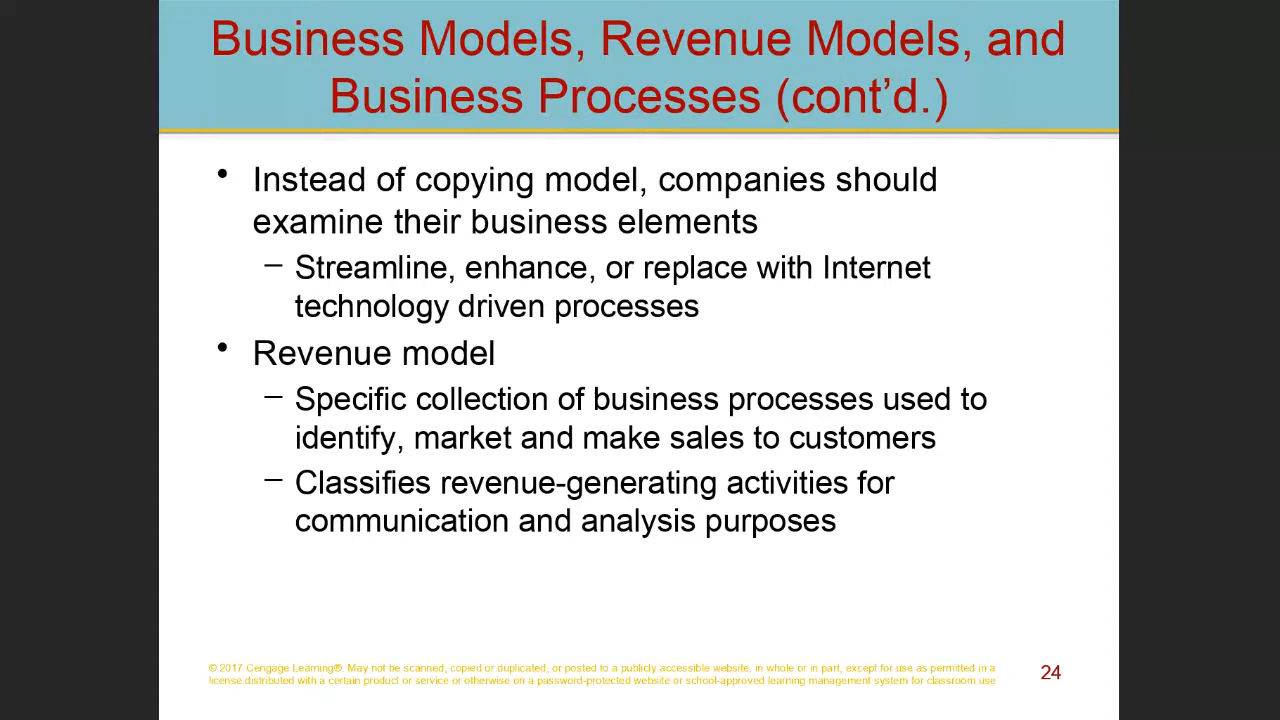 Business Models, Revenue Models, and
Business Processes (cont’d.)
• Instead of copying model, companies should
examine their business elements
– Streamline, enhance, or replace with Internet
technology driven processes
• Revenue model
– Specific collection of business processes used to
identify, market and make sales to customers
– Classifies revenue-generating activities for
communication and analysis purposes
© 2017 Cengage Learning®. May not be scanned, copied or duplicated, or posted to a publicly accessible website, in whole or in part, except for use as permitted in a
license distributed with a certain product or service or otherwise on a password-protected website or school-approved learning management system for classroom use
24